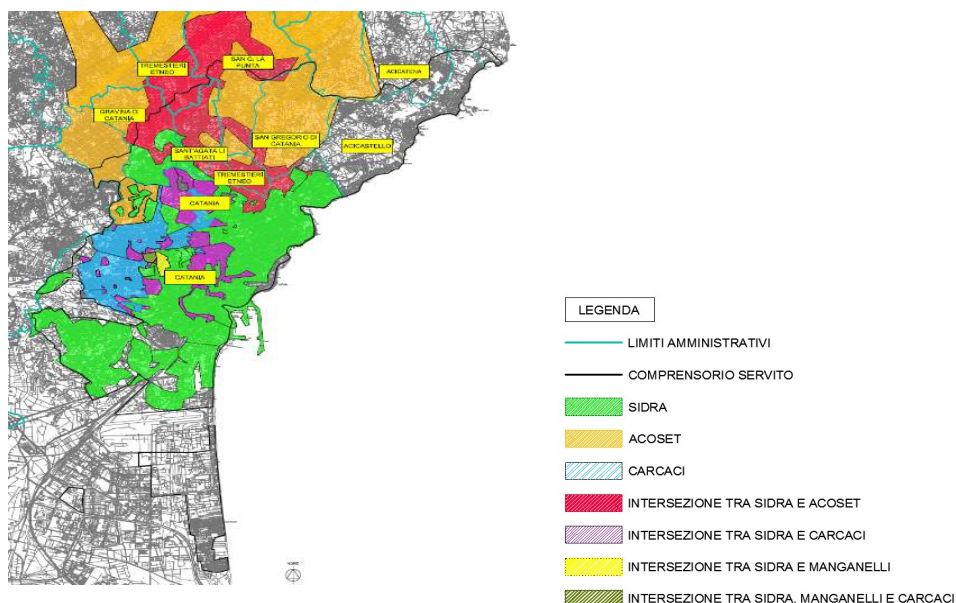 TREMESTIERI
ETNEO
SAN G. LA
PUNTA
ACICATENA
GRAVINA DI
CATANIA
SAN GREGORIO DI
CATANIA
ACICASTELLO
SANT'AGATA LI
BATTIATI
TREMESTIERI
ETNEO
CATANIA
CATANIA
LEGENDA
LIMITI AMMINISTRATIVI
COMPRENSORIO SERVITO
SIDRA
ACOSET
CARCACI
INTERSEZIONE TRA SIDRA E ACOSET
INTERSEZIONE TRA SIDRA E CARCACI
INTERSEZIONE TRA SIDRA E MANGANELLI
INTERSEZIONE TRA SIDRA, MANGANELLI E CARCACI